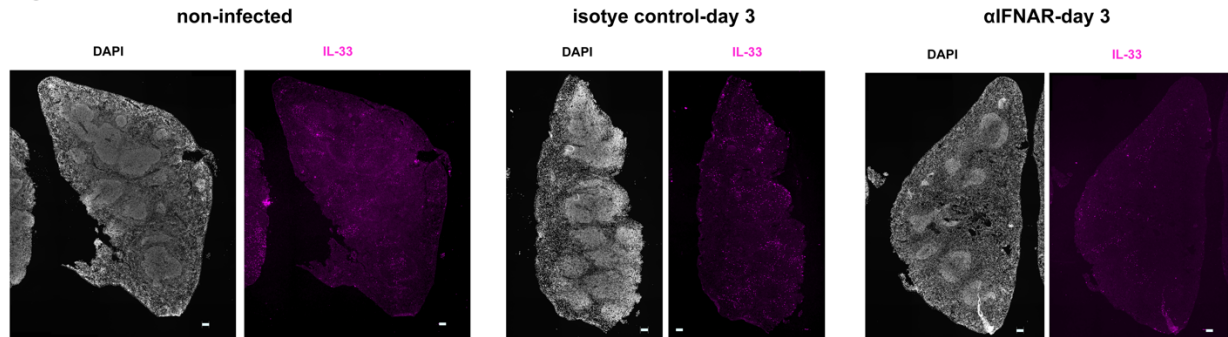 non-infected
isotye control-day 3
αIFNAR-day 3
DAPI
IL-33
DAPI
IL-33
DAPI
IL-33